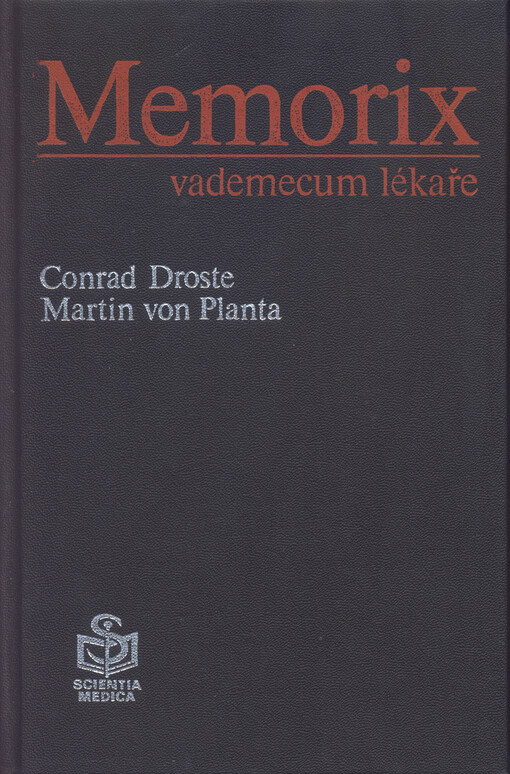 Memorix
vademecum lékaře
Conrad Droste
Martin von Planta
SCIENTIA
MEDICA